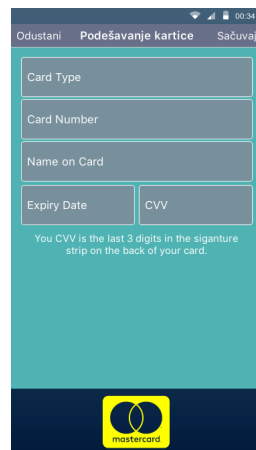 00:34
Odustani Podešavanje kartice Sačuvaj
Card Type
Card Number
Name on Card
Expiry Date CVV
You CVV is the last 3 digits in the siganture
strip on the back of your card.
mastercard